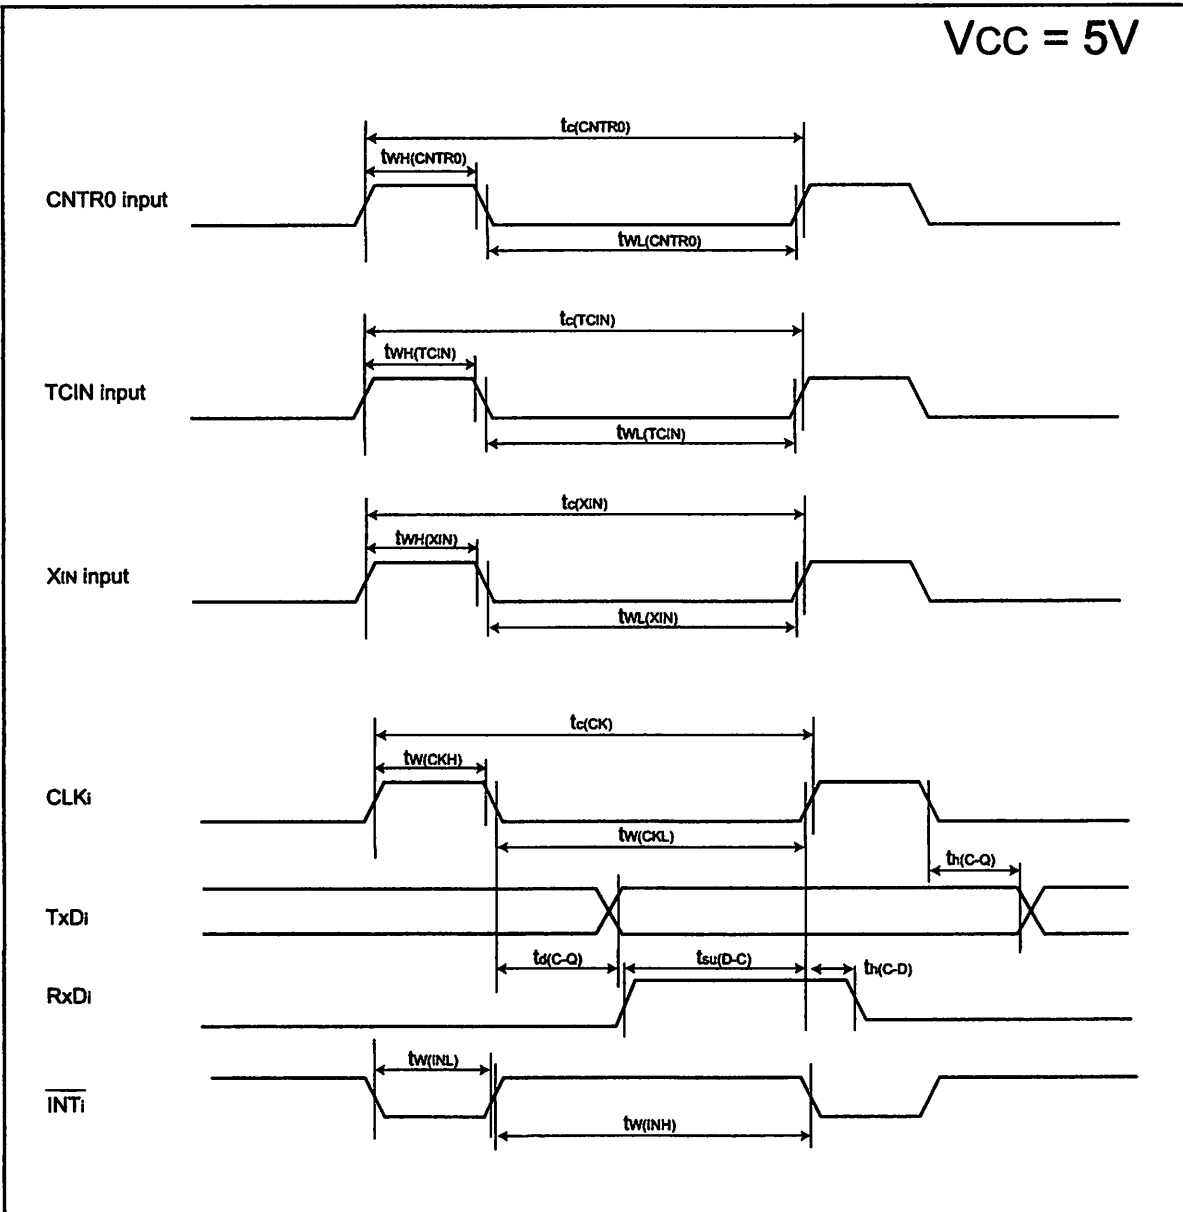 Vcc = 5V
tc(CNTR0)
tWH(CNTR0)
CNTR0 input
tWL(CNTR0)
tc(TCIN)
tWH(TCIN)
TCIN input
tWL(TCIN)
tc(XIN)
tWH(XIN)
XIN input
tWL(XIN)
tc(CK)
tW(CKH)
CLKi
tW(CKL)
th(C-Q)
TxDi
td(C-Q)
tsu(D-C)
th(C-D)
RxDi
tW(INL)
INTi
tW(INH)